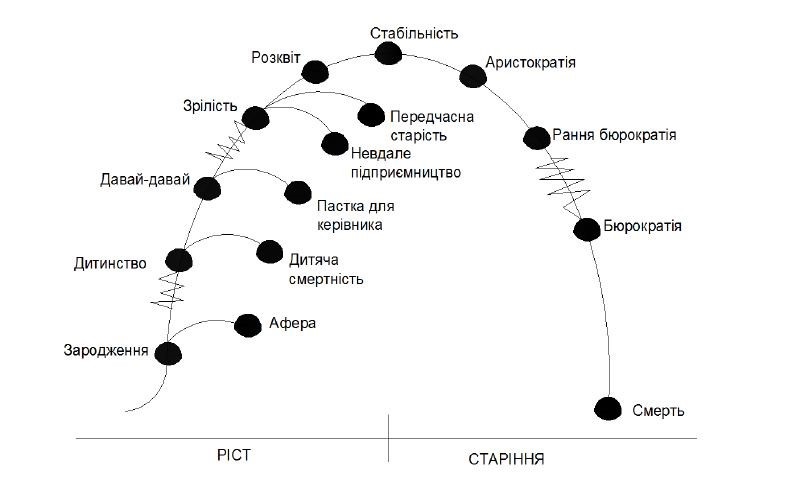 Стабільність
Розквіт
Аристократія
Зрілість
Передчасна
старість
Рання бюрократія
Невдале
підприємництво
Давай-давай
Пастка для
керівника
Бюрократія
Дитинство
Дитяча
смертність
Афера
Зародження
Смерть
РІСТ
СТАРІННЯ